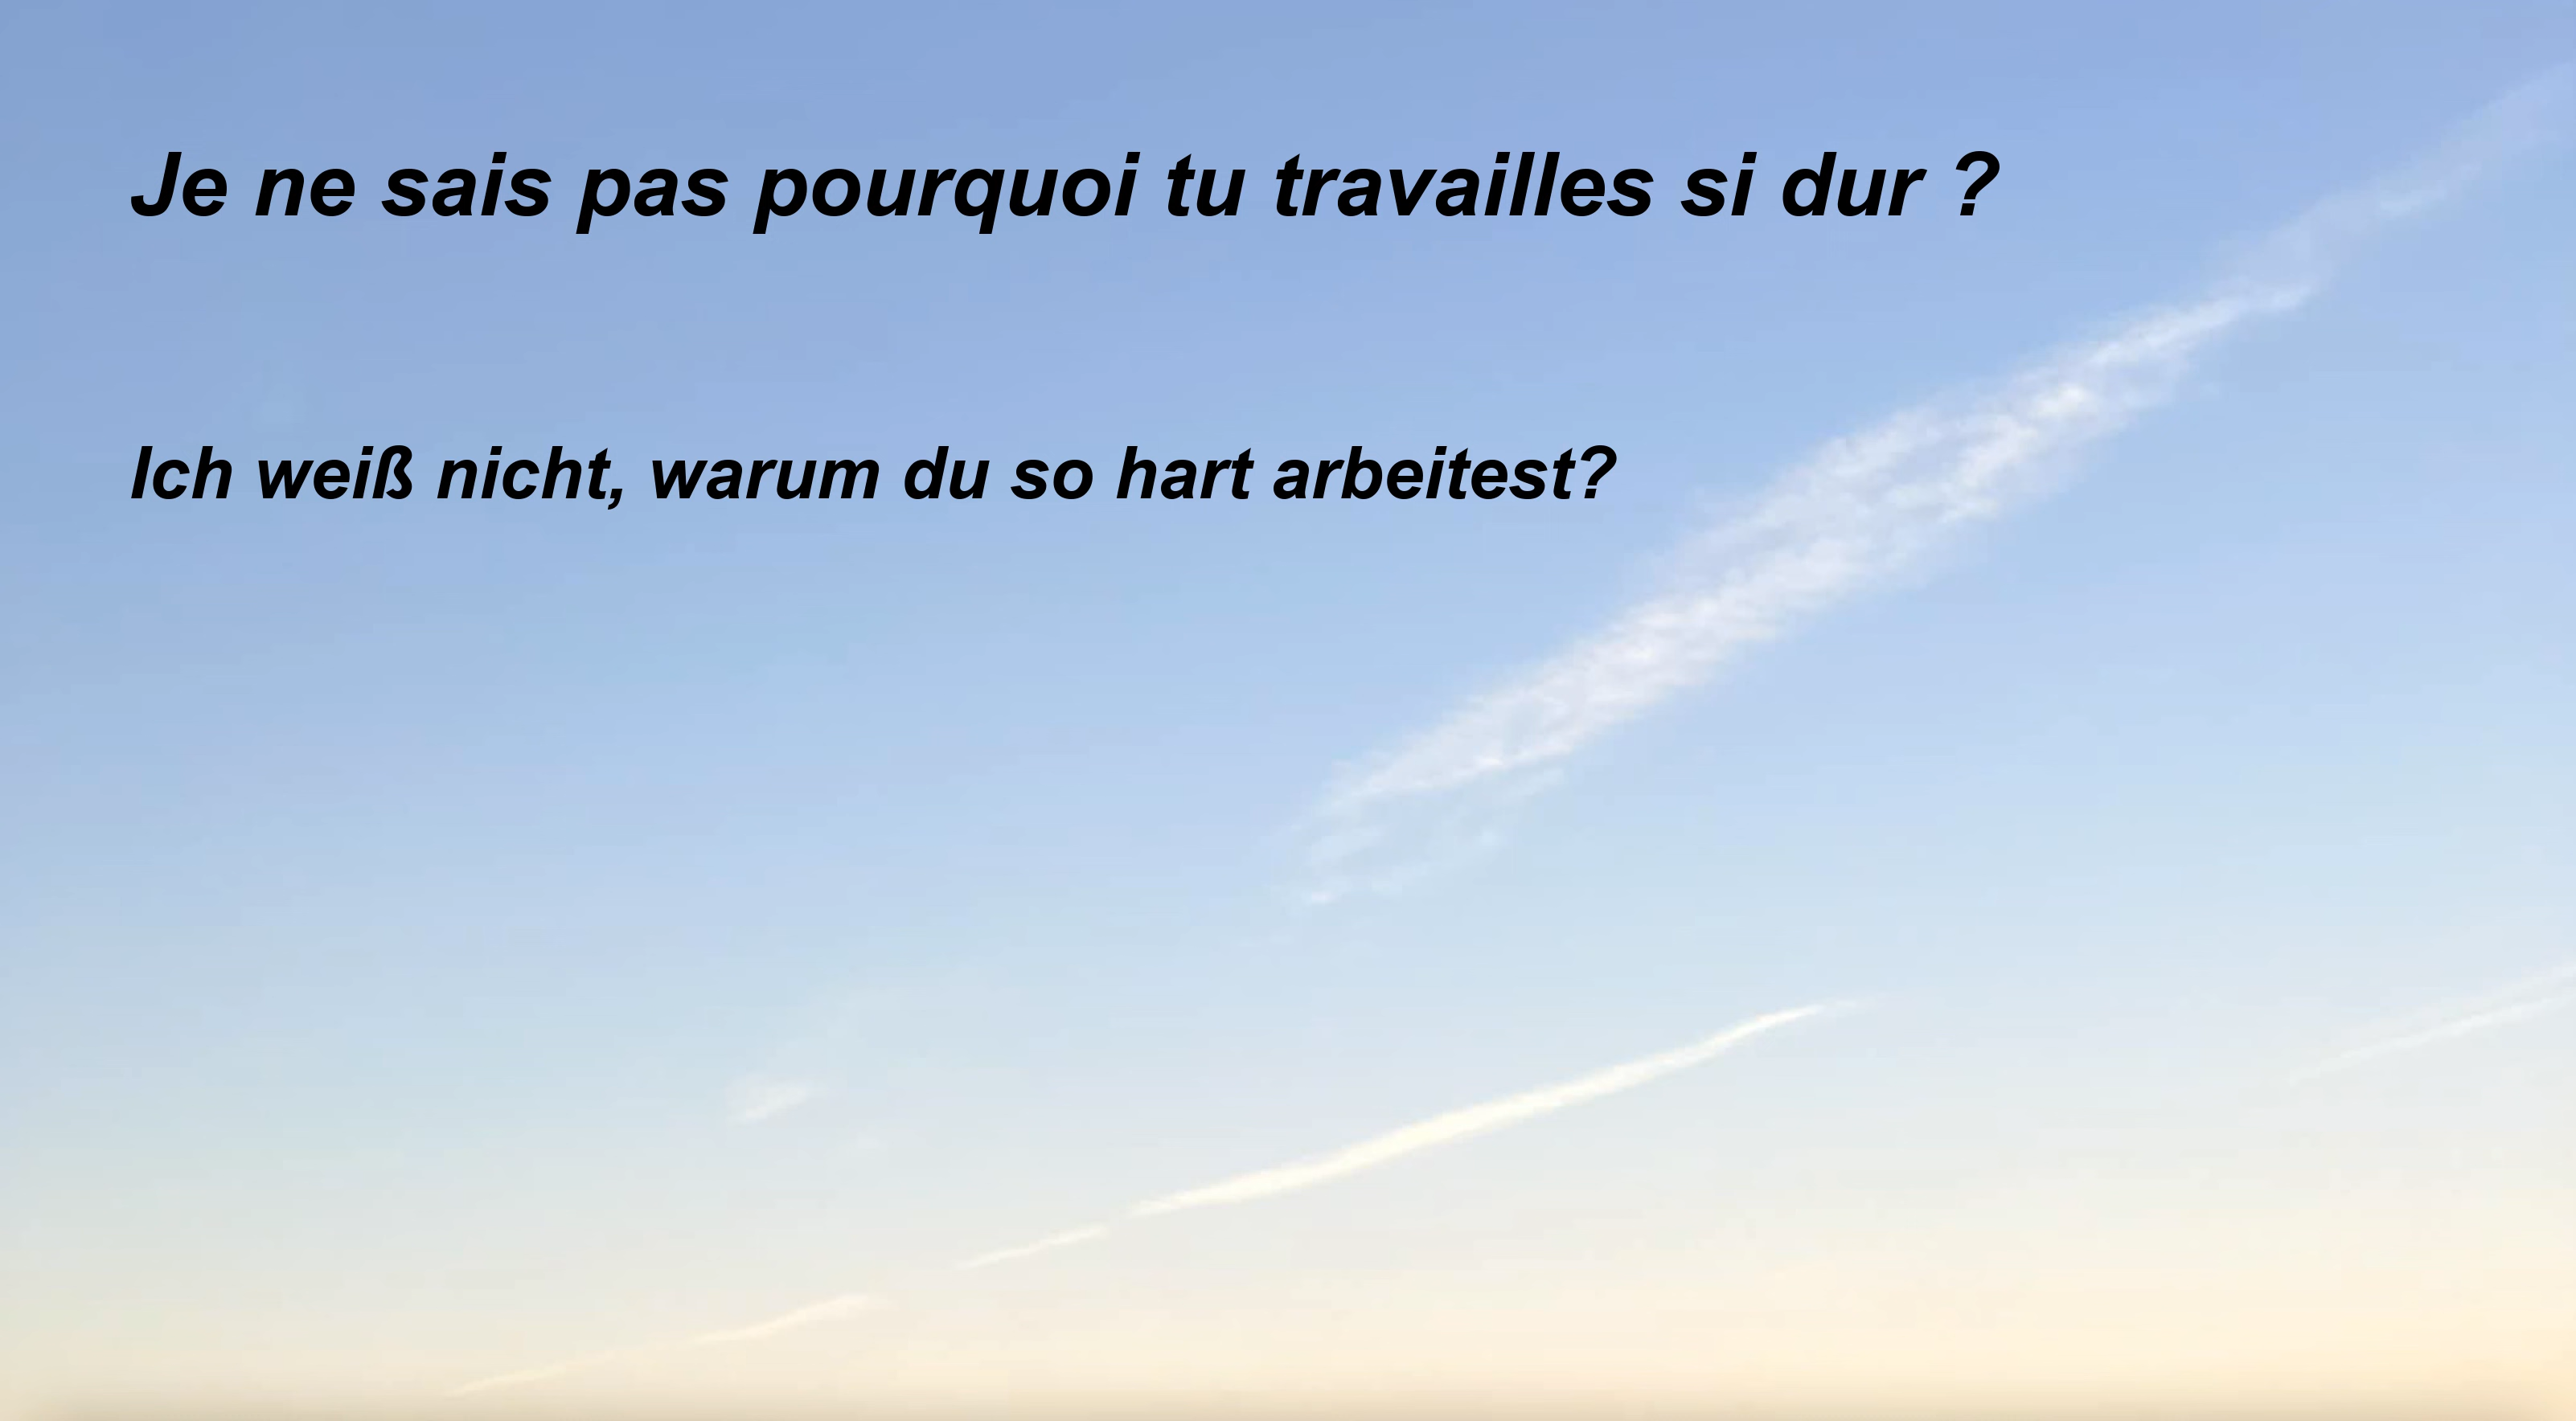 Je ne sais pas pourquoi tu travailles si dur ?
Ich weiß nicht, warum du so hart arbeitest?